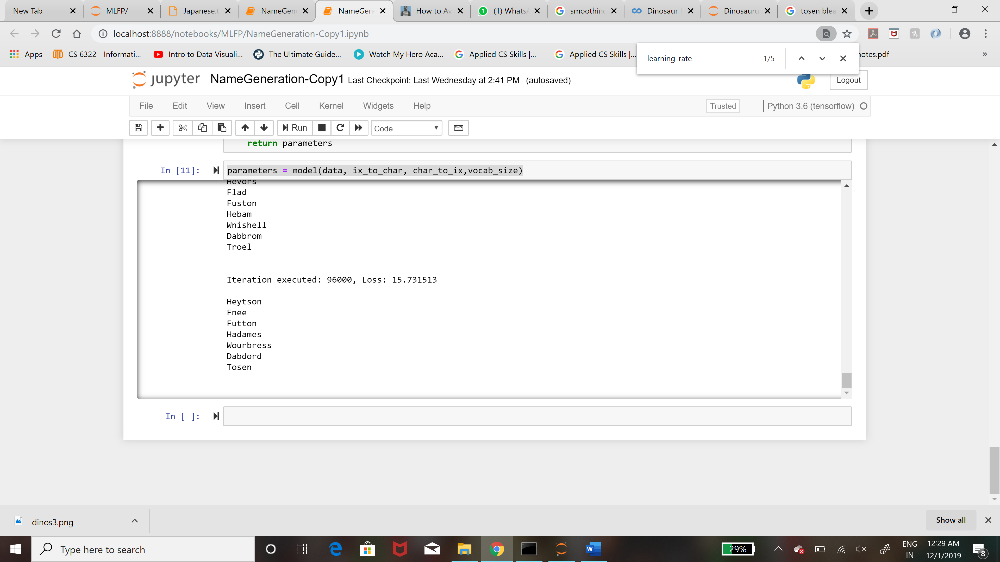 New Tab
MLFP/
Japanese.t
NameGen
NameGen
How to Av
(1) Whats
smoothing
Dinosaur
Dinosauru
tosen blea
localhost:8888/notebooks/MLFP/NameGeneration-Copy1.ipynb
Apps
CS 6322 - Informati...
Intro to Data Visuali...
The Ultimate Guide...
Watch My Hero Aca...
Applied CS Skills |...
Applied CS Skills |...
notes.pdf
»
learning_rate 1/5
jupyter NameGeneration-Copy1 Last Checkpoint: Last Wednesday at 2:41 PM (autosaved)
Logout
File Edit View Insert Cell Kernel Widgets Help
Trusted
Python 3.6 (tensorflow)
Run
Code
return parameters
In [11]: parameters = model(data, ix_to_char, char_to_ix,vocab_size)
Hevors
Flad
Fuston
Hebam
Wnishell
Dabbrom
Troel
Iteration executed: 96000, Loss: 15.731513
Heytson
Fnee
Futton
Hadames
Wourbress
Dabdord
Tosen
In [ ]:
dinos3.png
Show all
Type here to search
29%
ENG
IN
12:29 AM
12/1/2019
8